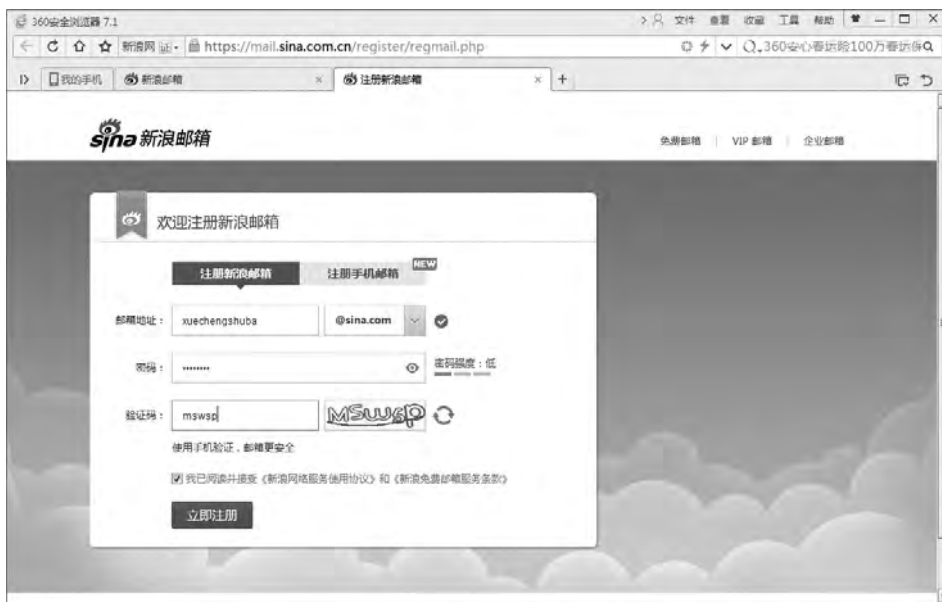 360安全浏览器 7.1
文件 查看 收藏 工具 帮助
新浪网 证 https://mail.sina.com.cn/register/regmail.php 360安心春运险100万春运保
我的手机 新浪邮箱 × 注册新浪邮箱 × +
sina 新浪邮箱
免费邮箱 | VIP 邮箱 | 企业邮箱
欢迎注册新浪邮箱
注册新浪邮箱 注册手机邮箱 NEW
邮箱地址： xuechengshuba @sina.com
密码： ········ 密码强度：低
验证码： mswsp MSWSP
使用手机验证，邮箱更安全
我已阅读并接受《新浪网络服务使用协议》和《新浪免费邮箱服务条款》
立即注册